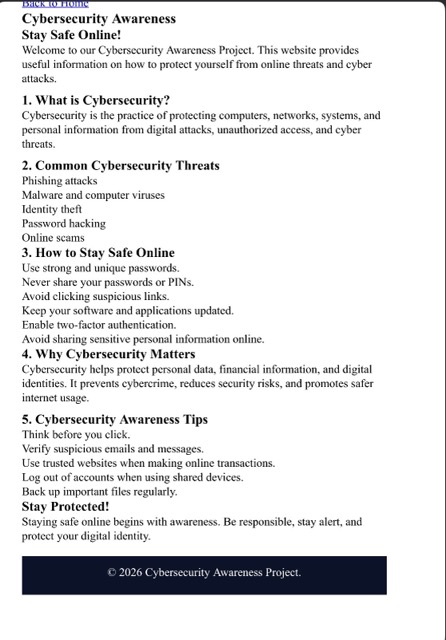 Back to Home
Cybersecurity Awareness
Stay Safe Online!
Welcome to our Cybersecurity Awareness Project. This website provides
useful information on how to protect yourself from online threats and cyber
attacks.
1. What is Cybersecurity?
Cybersecurity is the practice of protecting computers, networks, systems, and
personal information from digital attacks, unauthorized access, and cyber
threats.
2. Common Cybersecurity Threats
Phishing attacks
Malware and computer viruses
Identity theft
Password hacking
Online scams
3. How to Stay Safe Online
Use strong and unique passwords.
Never share your passwords or PINs.
Avoid clicking suspicious links.
Keep your software and applications updated.
Enable two-factor authentication.
Avoid sharing sensitive personal information online.
4. Why Cybersecurity Matters
Cybersecurity helps protect personal data, financial information, and digital
identities. It prevents cybercrime, reduces security risks, and promotes safer
internet usage.
5. Cybersecurity Awareness Tips
Think before you click.
Verify suspicious emails and messages.
Use trusted websites when making online transactions.
Log out of accounts when using shared devices.
Back up important files regularly.
Stay Protected!
Staying safe online begins with awareness. Be responsible, stay alert, and
protect your digital identity.
© 2026 Cybersecurity Awareness Project.